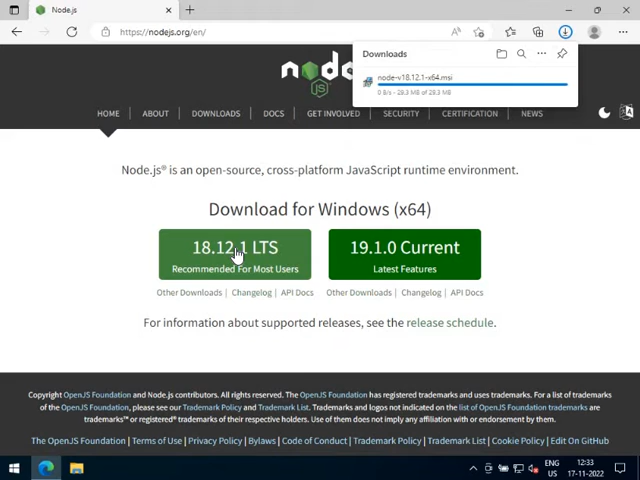 Node.js
https://nodejs.org/en/
Downloads
node-v18.12.1-x64.msi
0 B/s - 29.3 MB of 29.3 MB
HOME ABOUT DOWNLOADS DOCS GET INVOLVED SECURITY CERTIFICATION NEWS
Node.js® is an open-source, cross-platform JavaScript runtime environment.
Download for Windows (x64)
18.12.1 LTS
Recommended For Most Users
19.1.0 Current
Latest Features
Other Downloads | Changelog | API Docs
Other Downloads | Changelog | API Docs
For information about supported releases, see the release schedule.
Copyright OpenJS Foundation and Node.js contributors. All rights reserved. The OpenJS Foundation has registered trademarks and uses trademarks. For a list of trademarks
of the OpenJS Foundation, please see our Trademark Policy and Trademark List. Trademarks and logos not indicated on the list of OpenJS Foundation trademarks are
trademarks™ or registered® trademarks of their respective holders. Use of them does not imply any affiliation with or endorsement by them.
The OpenJS Foundation | Terms of Use | Privacy Policy | Bylaws | Code of Conduct | Trademark Policy | Trademark List | Cookie Policy | Edit On GitHub
ENG
US
12:33
17-11-2022